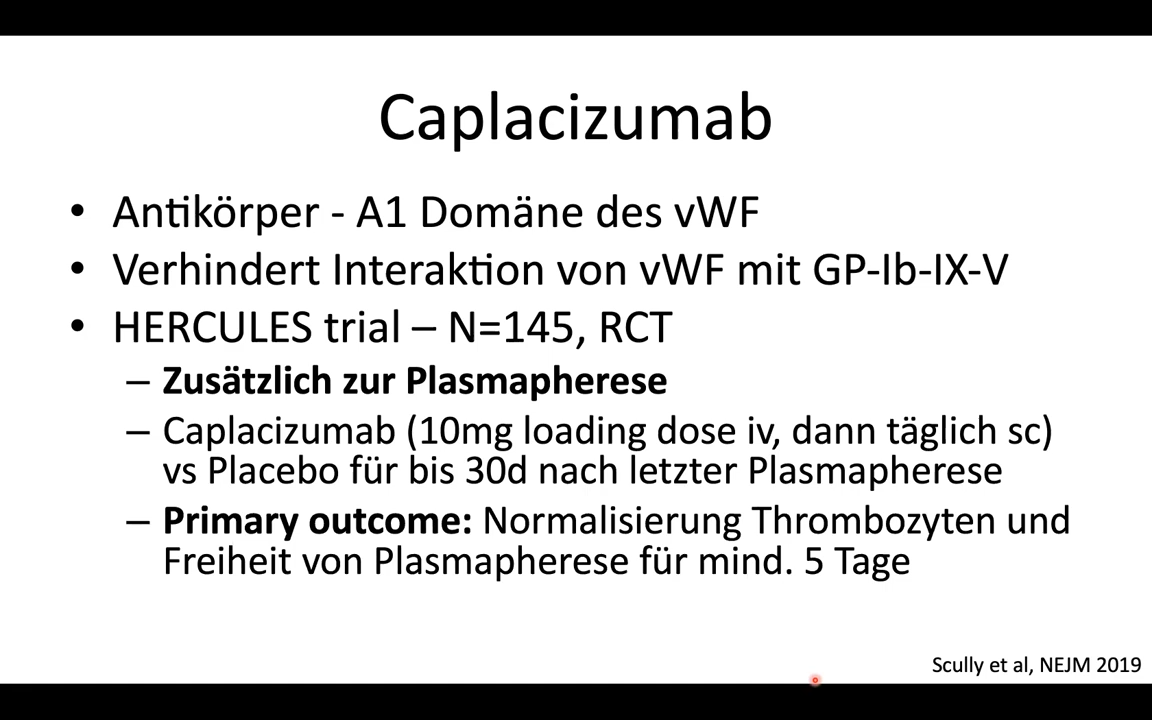 Caplacizumab
• Antikörper - A1 Domäne des vWF
• Verhindert Interaktion von vWF mit GP-Ib-IX-V
• HERCULES trial – N=145, RCT
– Zusätzlich zur Plasmapherese
– Caplacizumab (10mg loading dose iv, dann täglich sc)
vs Placebo für bis 30d nach letzter Plasmapherese
– Primary outcome: Normalisierung Thrombozyten und
Freiheit von Plasmapherese für mind. 5 Tage
Scully et al, NEJM 2019